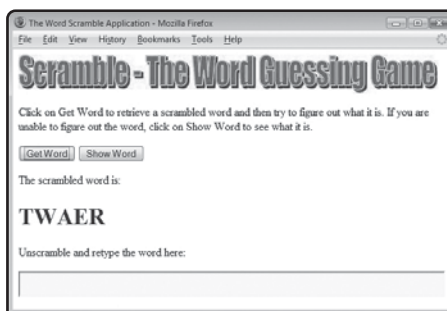 The Word Scramble Application - Mozilla Firefox
File Edit View History Bookmarks Tools Help
Scramble - The Word Guessing Game
Click on Get Word to retrieve a scrambled word and then try to figure out what it is. If you are
unable to figure out the word, click on Show Word to see what it is.
Get Word Show Word
The scrambled word is:
TWAER
Unscramble and retype the word here: